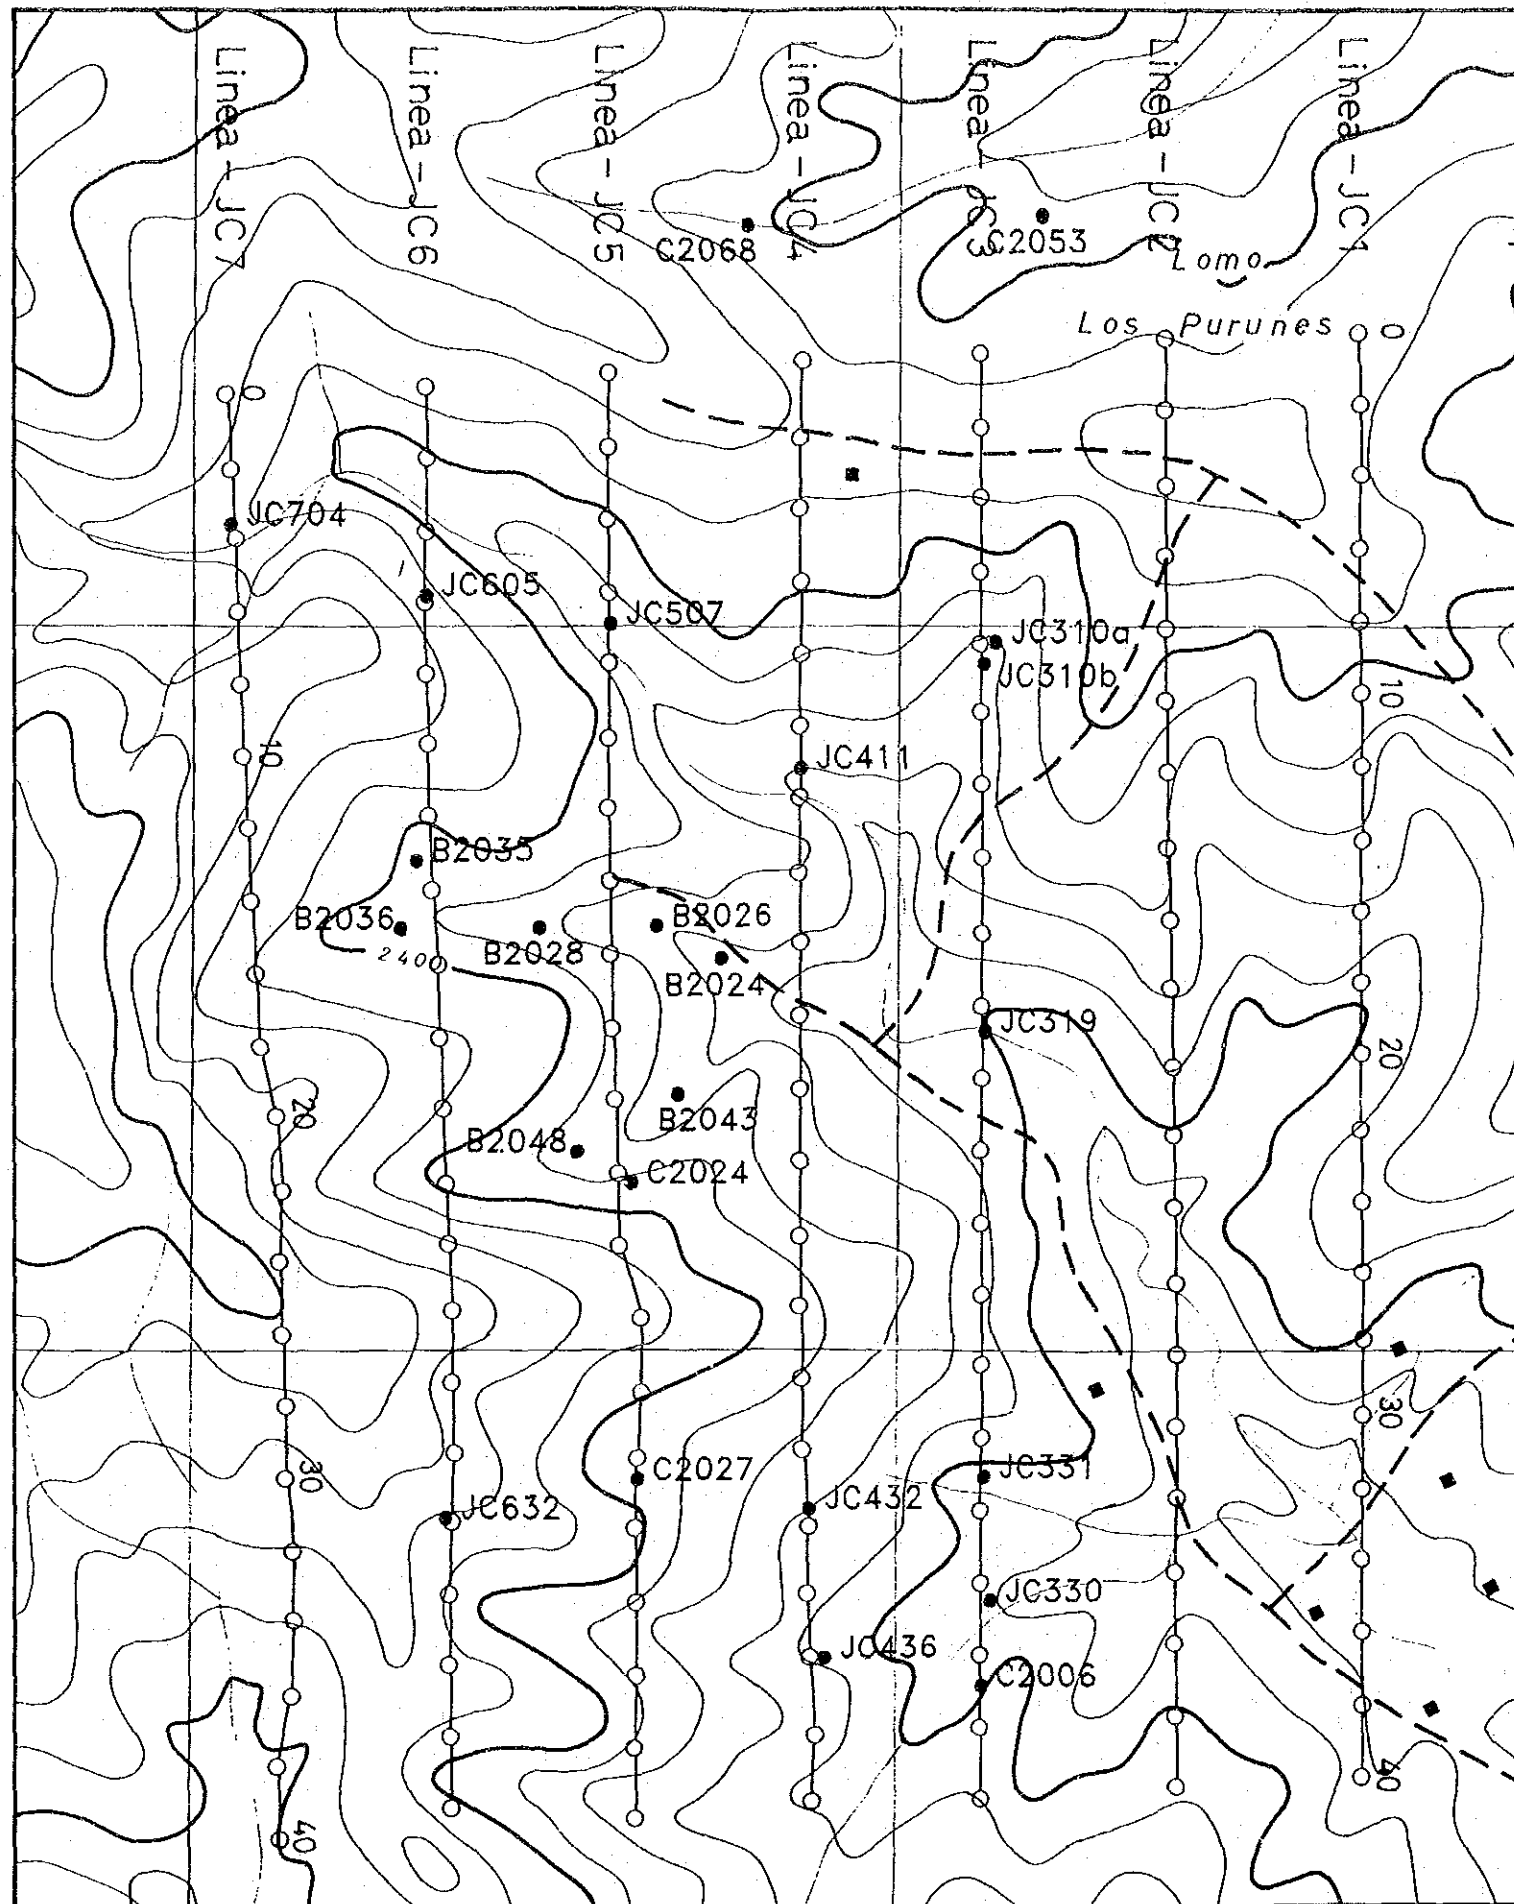 Linea-JC7
Linea-JC6
Linea-JC5
Linea-JC4
Linea-JC3
Linea-JC2
Linea-JC1
C2068
C2053
Lomo
Los Purunes
0
0
JC704
JC605
JC507
JC310a
JC310b
10
10
JC411
B2035
B2036
B2028
B2026
2400
B2024
JC319
20
20
B2043
B2048
C2024
30
30
C2027
JC331
JC632
JC432
JC330
JC436
C2006
40
40